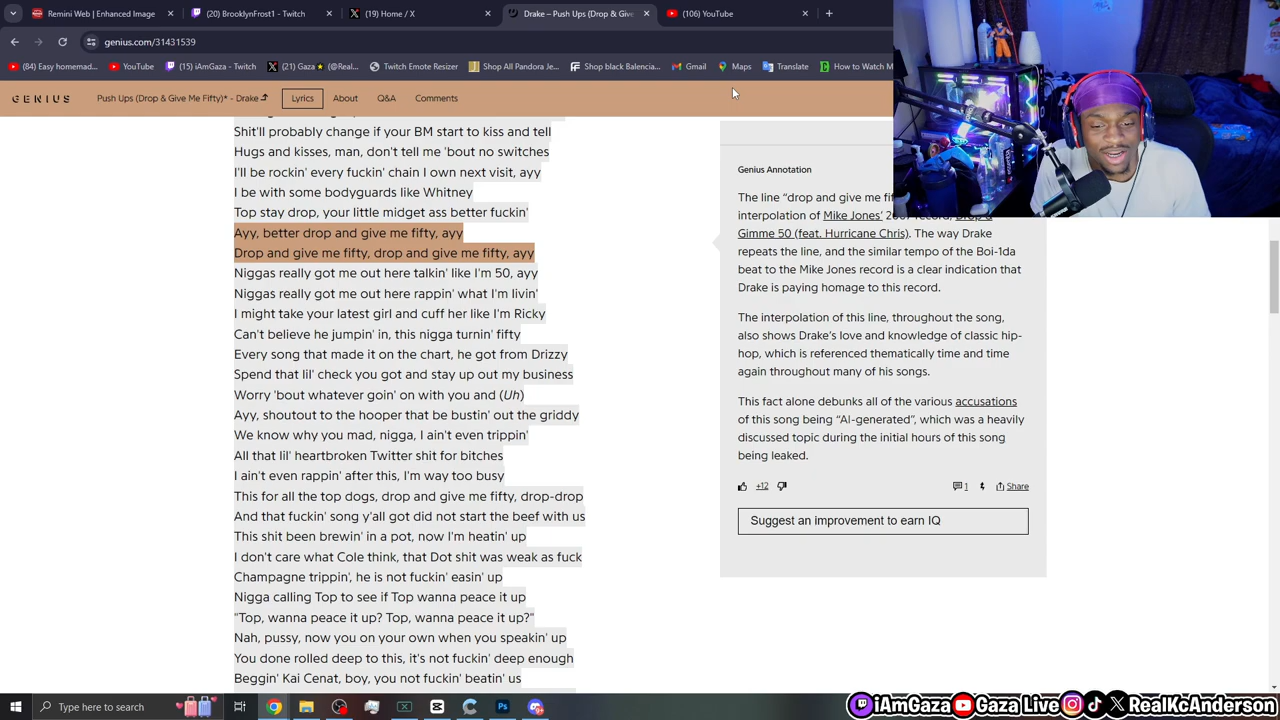 Remini Web | Enhanced Image
(20) BrooklynFrost1 - Twitch
(19) Home / X
Drake – Push Ups (Drop & Give
(106) YouTube
genius.com/31431539
(84) Easy homemad...
YouTube
(15) iAmGaza - Twitch
(21) Gaza
(@Real...
Twitch Emote Resizer
Shop All Pandora Je...
Shop black Balencia...
Gmail
Maps
Translate
How to Watch M
GENIUS
Push Ups (Drop & Give Me Fifty)* - Drake
Lyrics
About
Q&A
Comments
Shit'll probably change if your BM start to kiss and tell
Hugs and kisses, man, don't tell me 'bout no switches
I'll be rockin' every fuckin' chain I own next visit, ayy
I be with some bodyguards like Whitney
Top stay drop, your little midget ass better fuckin'
Ayy, better drop and give me fifty, ayy
Drop and give me fifty, drop and give me fifty, ayy
Niggas really got me out here talkin' like I'm 50, ayy
Niggas really got me out here rappin' what I'm livin'
I might take your latest girl and cuff her like I'm Ricky
Can't believe he jumpin' in, this nigga turnin' fifty
Every song that made it on the chart, he got from Drizzy
Spend that lil' check you got and stay up out my business
Worry 'bout whatever goin' on with you and (Uh)
Ayy, shoutout to the hooper that be bustin' out the griddy
We know why you mad, nigga, I ain't even trippin'
All that lil' heartbroken Twitter shit for bitches
I ain't even rappin' after this, I'm way too busy
This for all the top dogs, drop and give me fifty, drop-drop
And that fuckin' song y'all got did not start the beef with us
This shit been brewin' in a pot, now I'm heatin' up
I don't care what Cole think, that Dot shit was weak as fuck
Champagne trippin', he is not fuckin' easin' up
Nigga calling Top to see if Top wanna peace it up
"Top, wanna peace it up? Top, wanna peace it up?"
Nah, pussy, now you on your own when you speakin' up
You done rolled deep to this, it's not fuckin' deep enough
Beggin' Kai Cenat, boy, you not fuckin' beatin' us
Genius Annotation
The line “drop and give me fi
interpolation of Mike Jones’
Gimme 50 (feat. Hurricane Chris). The way Drake
repeats the line, and the similar tempo of the Boi-1da
beat to the Mike Jones record is a clear indication that
Drake is paying homage to this record.
The interpolation of this line, throughout the song,
also shows Drake’s love and knowledge of classic hip-
hop, which is referenced thematically time and time
again throughout many of his songs.
This fact alone debunks all of the various accusations
of this song being “AI-generated”, which was a heavily
discussed topic during the initial hours of this song
being leaked.
+12
1
Share
Suggest an improvement to earn IQ
Type here to search
iAmGaza
Gaza Live
RealKcAnderson